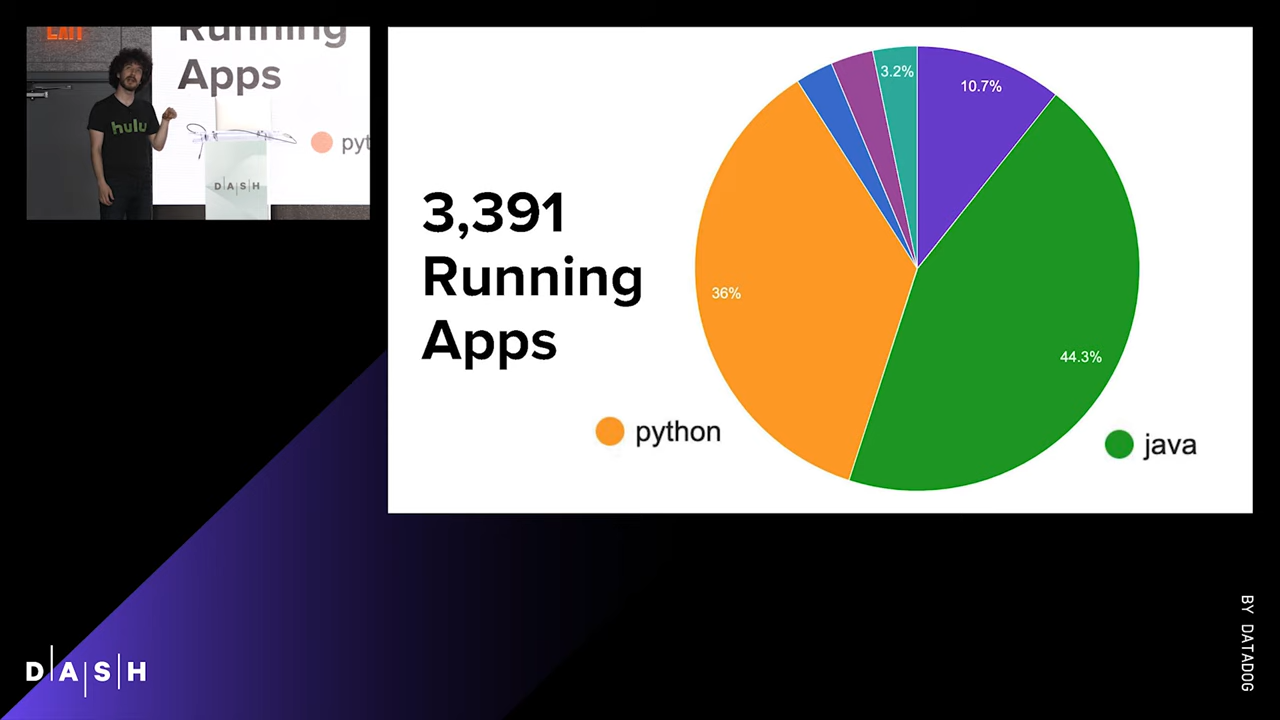 EXIT
Running
Apps
hulu
pyt
DASH
3,391
Running
Apps
3.2%
10.7%
36%
44.3%
python
java
DASH
BY DATADOG